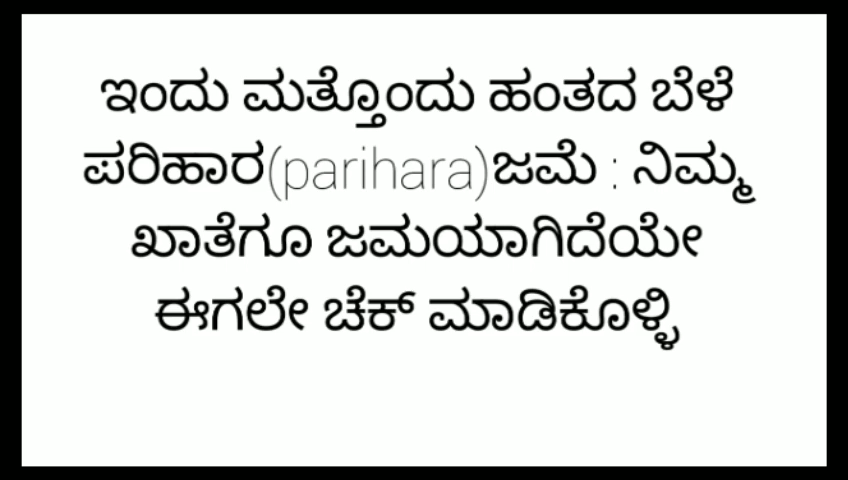 ಇಂದು ಮತ್ತೊಂದು ಹಂತದ ಬೆಳೆ
ಪರಿಹಾರ(parihara)ಜಮೆ : ನಿಮ್ಮ
ಖಾತೆಗೂ ಜಮಯಾಗಿದೆಯೇ
ಈಗಲೇ ಚೆಕ್ ಮಾಡಿಕೊಳ್ಳಿ